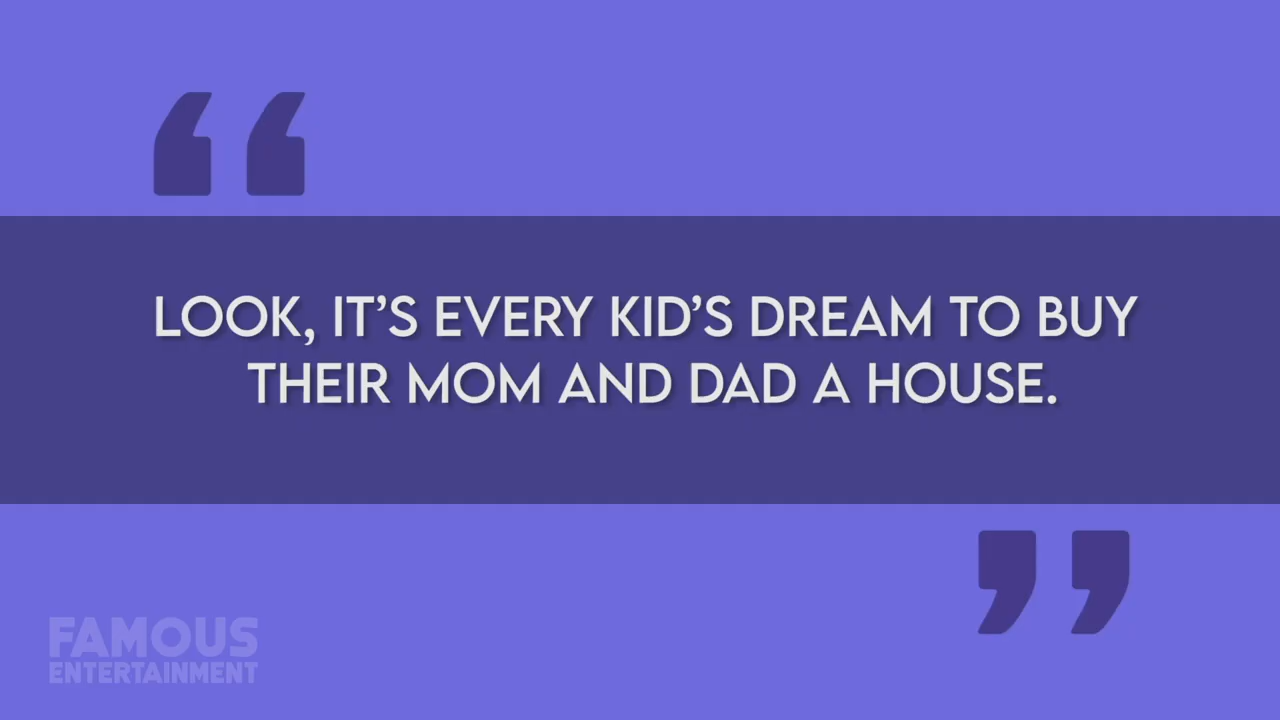 “
LOOK, IT’S EVERY KID’S DREAM TO BUY
THEIR MOM AND DAD A HOUSE.
”
FAMOUS
ENTERTAINMENT